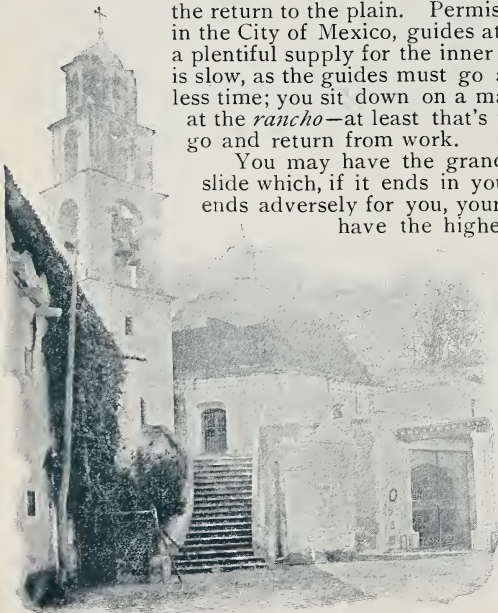 the return to the plain. Permis
in the City of Mexico, guides at
a plentiful supply for the inner
is slow, as the guides must go a
less time; you sit down on a ma
at the rancho—at least that's
go and return from work.
You may have the grand
slide which, if it ends in you
ends adversely for you, your
have the highe